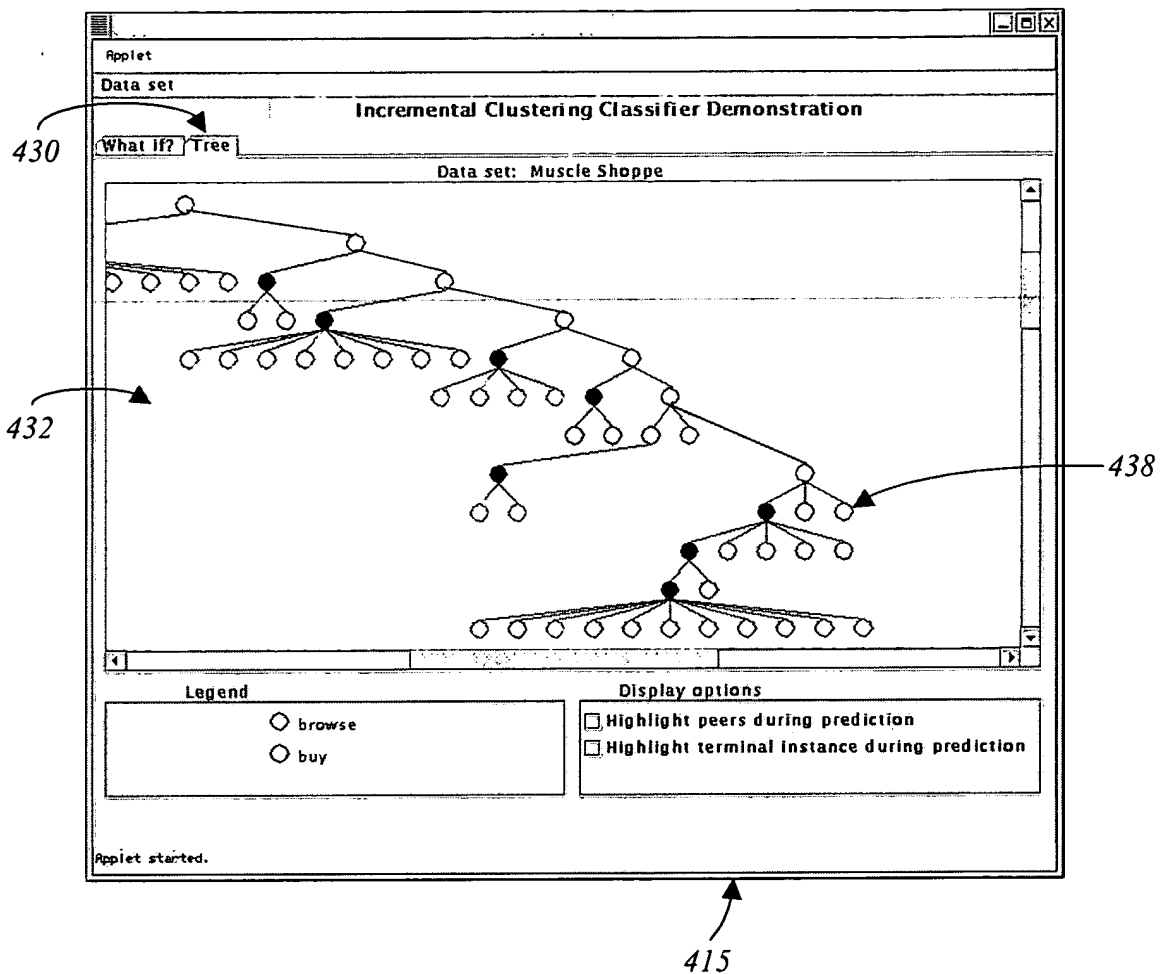 Applet
Data set
Incremental Clustering Classifier Demonstration
430
What if? Tree
Data set: Muscle Shoppe
432
438
Legend
browse
buy
Display options
Highlight peers during prediction
Highlight terminal instance during prediction
Applet started.
415